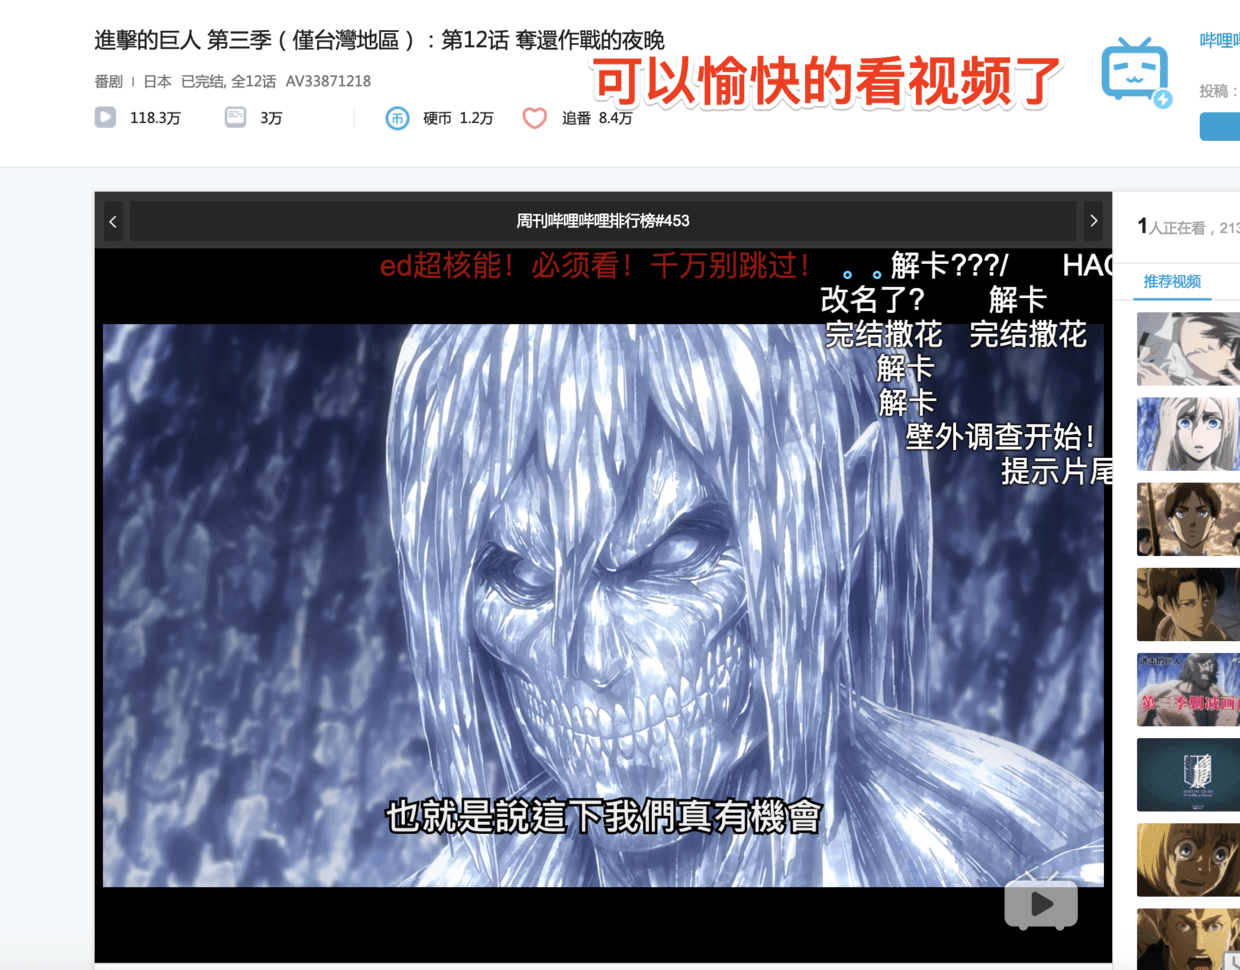 進擊的巨人 第三季（僅台灣地區）：第12话 奪還作戰的夜晚
可以愉快的看视频了
哔哩
番剧 | 日本 已完结, 全12话 AV33871218
投稿：
118.3万 3万 硬币 1.2万 追番 8.4万
周刊哔哩哔哩排行榜#453
1人正在看，213
ed超核能！必须看！千万别跳过！
。。解卡???/
HAC
推荐视频
改名了？ 解卡
完结撒花 完结撒花
解卡
解卡
壁外调查开始！
提示片尾
第三季删减画
也就是說這下我們真有機會